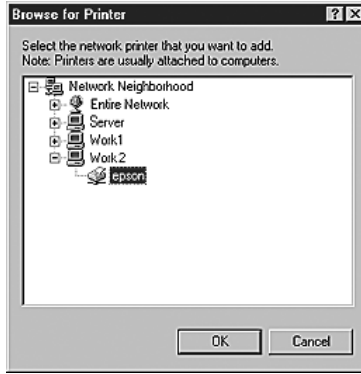 Browse for Printer
Select the network printer that you want to add.
Note: Printers are usually attached to computers.
Network Neighborhood
Entire Network
Server
Work1
Work2
epson
OK
Cancel